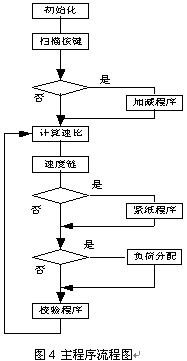 初始化
扫描按键
是
否
加减程序
计算速比
速度链
是
否
紧纸程序
是
否
负荷分配
校验程序
图 4 主程序流程图